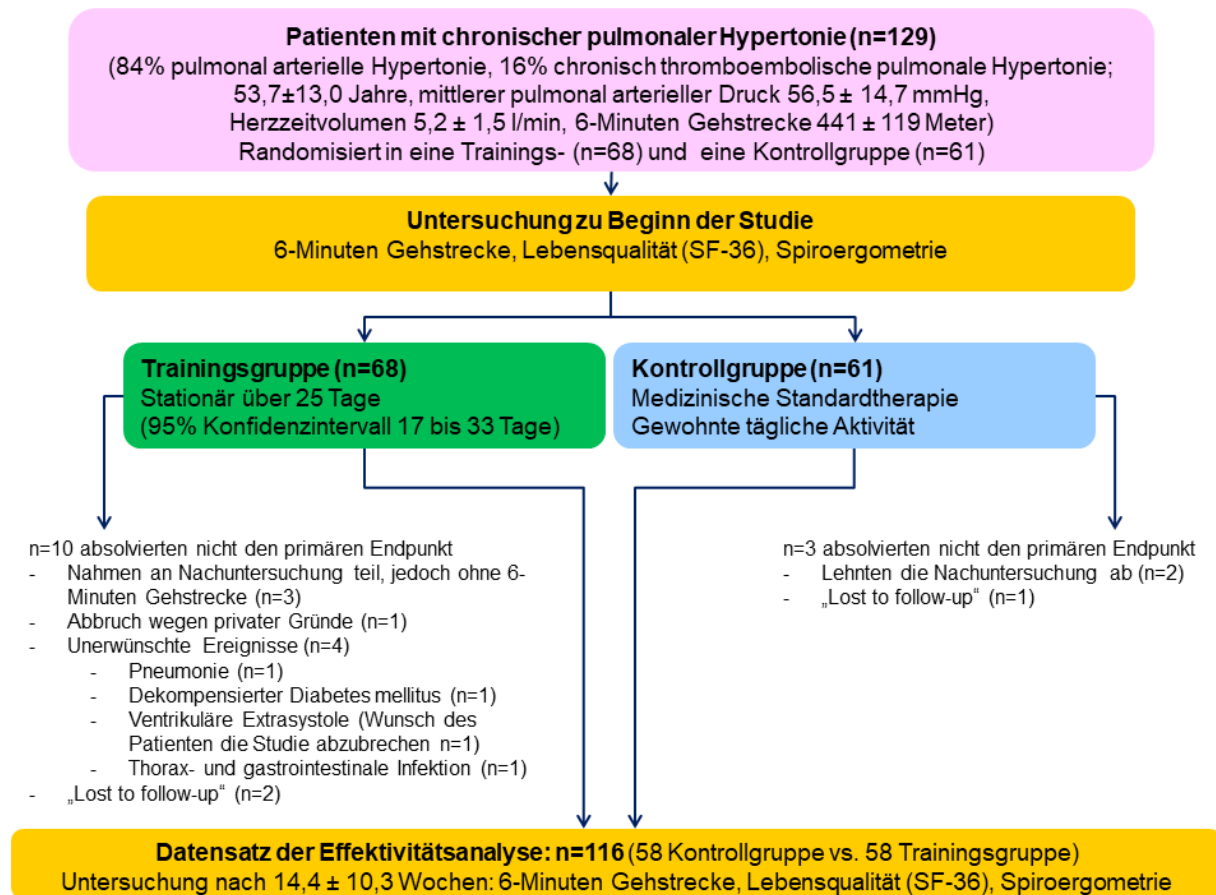 Patienten mit chronischer pulmonaler Hypertonie (n=129)
(84% pulmonal arterielle Hypertonie, 16% chronisch thromboembolische pulmonale Hypertonie;
53,7±13,0 Jahre, mittlerer pulmonal arterieller Druck 56,5 ± 14,7 mmHg,
Herzzeitvolumen 5,2 ± 1,5 l/min, 6-Minuten Gehstrecke 441 ± 119 Meter)
Randomisiert in eine Trainings- (n=68) und eine Kontrollgruppe (n=61)
Untersuchung zu Beginn der Studie
6-Minuten Gehstrecke, Lebensqualität (SF-36), Spiroergometrie
Trainingsgruppe (n=68)
Stationär über 25 Tage
(95% Konfidenzintervall 17 bis 33 Tage)
Kontrollgruppe (n=61)
Medizinische Standardtherapie
Gewohnte tägliche Aktivität
n=10 absolvierten nicht den primären Endpunkt
- Nahmen an Nachuntersuchung teil, jedoch ohne 6-
Minuten Gehstrecke (n=3)
- Abbruch wegen privater Gründe (n=1)
- Unerwünschte Ereignisse (n=4)
- Pneumonie (n=1)
- Dekompensierter Diabetes mellitus (n=1)
- Ventrikuläre Extrasystole (Wunsch des
Patienten die Studie abzubrechen n=1)
- Thorax- und gastrointestinale Infektion (n=1)
- „Lost to follow-up“ (n=2)
n=3 absolvierten nicht den primären Endpunkt
- Lehnten die Nachuntersuchung ab (n=2)
- „Lost to follow-up“ (n=1)
Datensatz der Effektivitätsanalyse: n=116 (58 Kontrollgruppe vs. 58 Trainingsgruppe)
Untersuchung nach 14,4 ± 10,3 Wochen: 6-Minuten Gehstrecke, Lebensqualität (SF-36), Spiroergometrie